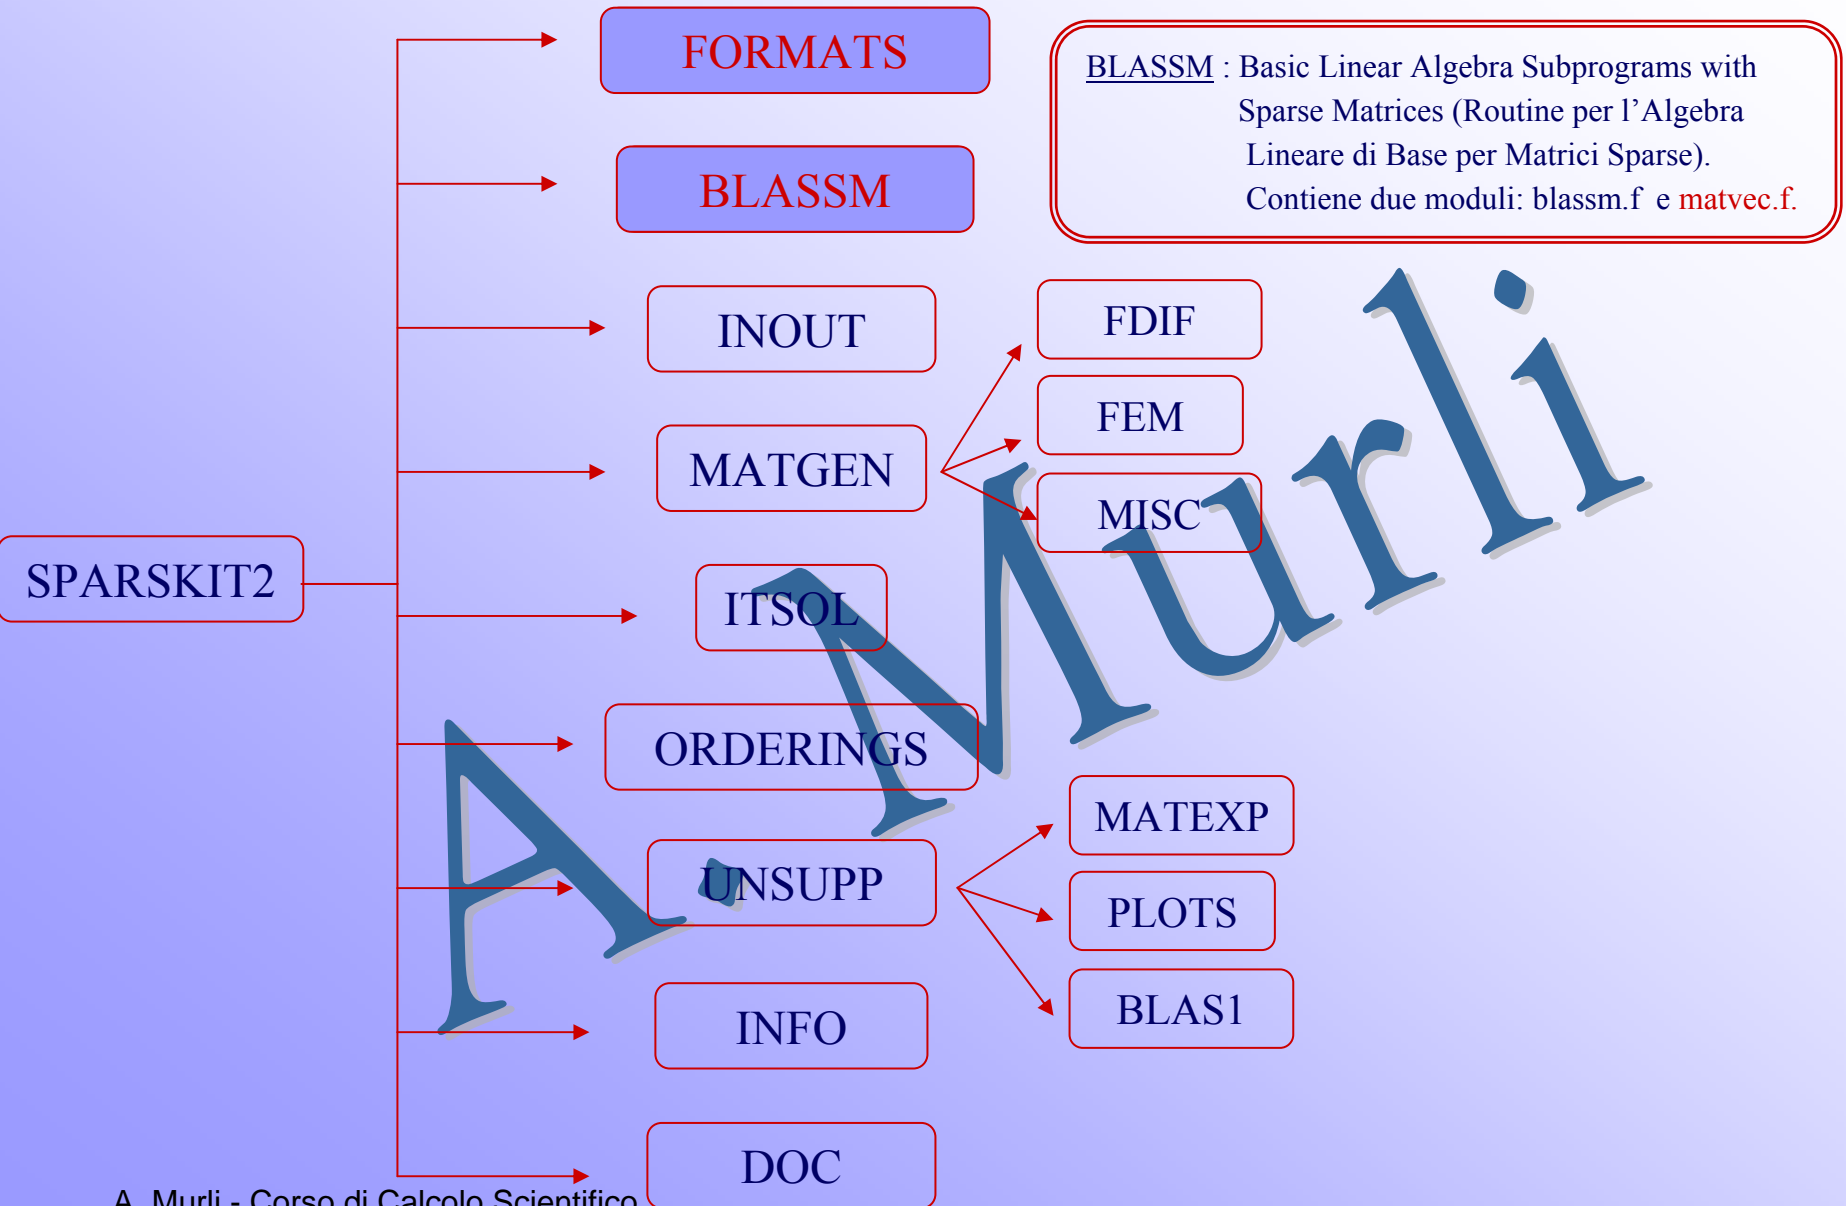 FORMATS
BLASSM : Basic Linear Algebra Subprograms with
Sparse Matrices (Routine per l’Algebra
Lineare di Base per Matrici Sparse).
Contiene due moduli: blassm.f e matvec.f.
BLASSM
INOUT
FDIF
FEM
MATGEN
MISC
SPARSKIT2
ITSOL
ORDERINGS
MATEXP
UNSUPP
PLOTS
BLAS1
INFO
DOC
A. Murli
A. Murli - Corso di Calcolo Scientifico